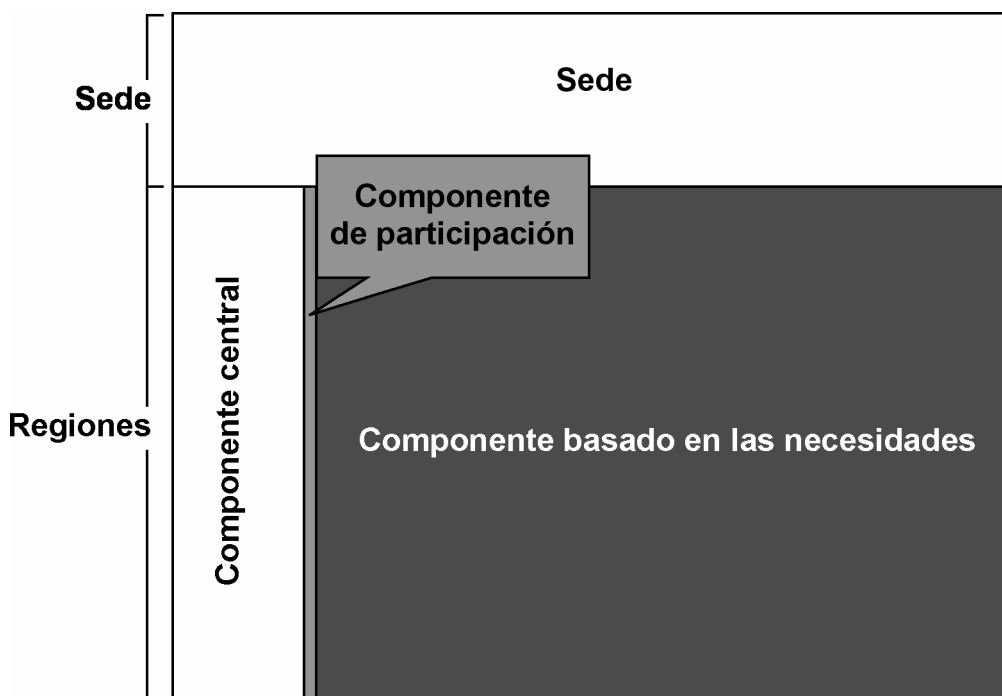 Sede
Sede
Componente
de participación
Componente central
Regiones
Componente basado en las necesidades